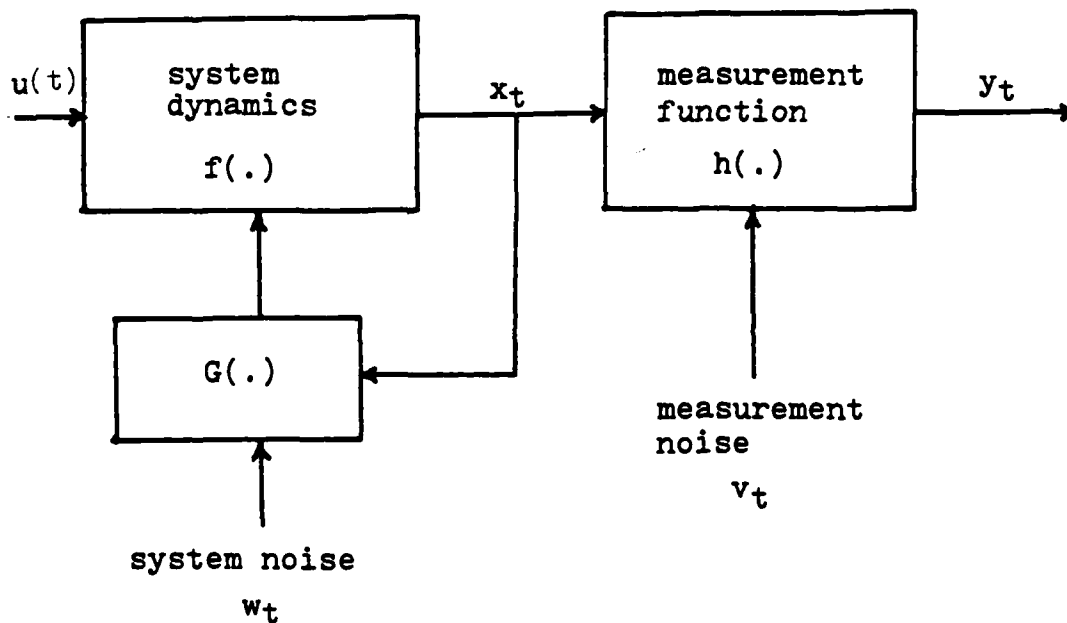 u(t)
system
dynamics
f(.)
x_t
measurement
function
h(.)
y_t
G(.)
measurement
noise
v_t
system noise
w_t